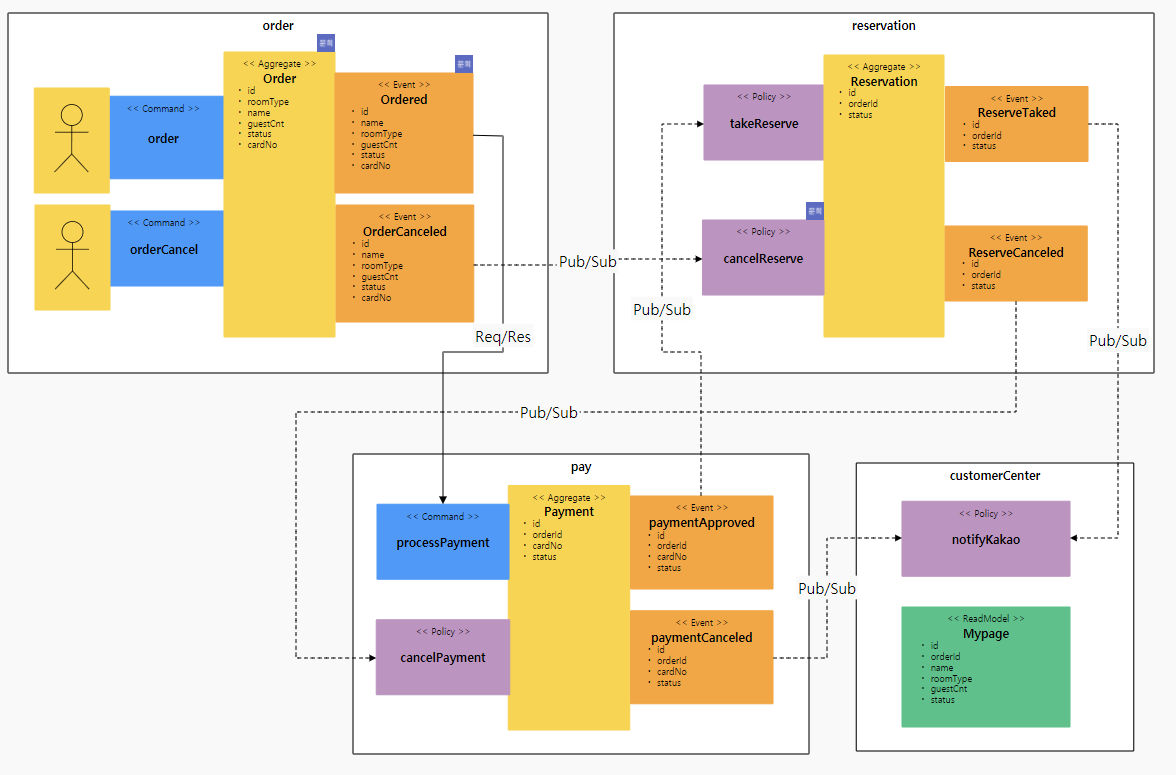 order
<< Command >>
order
<< Command >>
orderCancel
<< Aggregate >>
Order
· id
· roomType
· name
· guestCnt
· status
· cardNo
<< Event >>
Ordered
· id
· name
· roomType
· guestCnt
· status
· cardNo
<< Event >>
OrderCanceled
· id
· name
· roomType
· guestCnt
· status
· cardNo
Req/Res
Pub/Sub
reservation
<< Policy >>
takeReserve
<< Policy >>
cancelReserve
<< Aggregate >>
Reservation
· id
· orderId
· status
<< Event >>
ReserveTaked
· id
· orderId
· status
<< Event >>
ReserveCanceled
· id
· orderId
· status
Pub/Sub
Pub/Sub
Pub/Sub
pay
<< Command >>
processPayment
<< Policy >>
cancelPayment
<< Aggregate >>
Payment
· id
· orderId
· cardNo
· status
<< Event >>
paymentApproved
· id
· orderId
· cardNo
· status
<< Event >>
paymentCanceled
· id
· orderId
· cardNo
· status
Pub/Sub
customerCenter
<< Policy >>
notifyKakao
<< ReadModel >>
Mypage
· id
· orderId
· name
· roomType
· guestCnt
· status